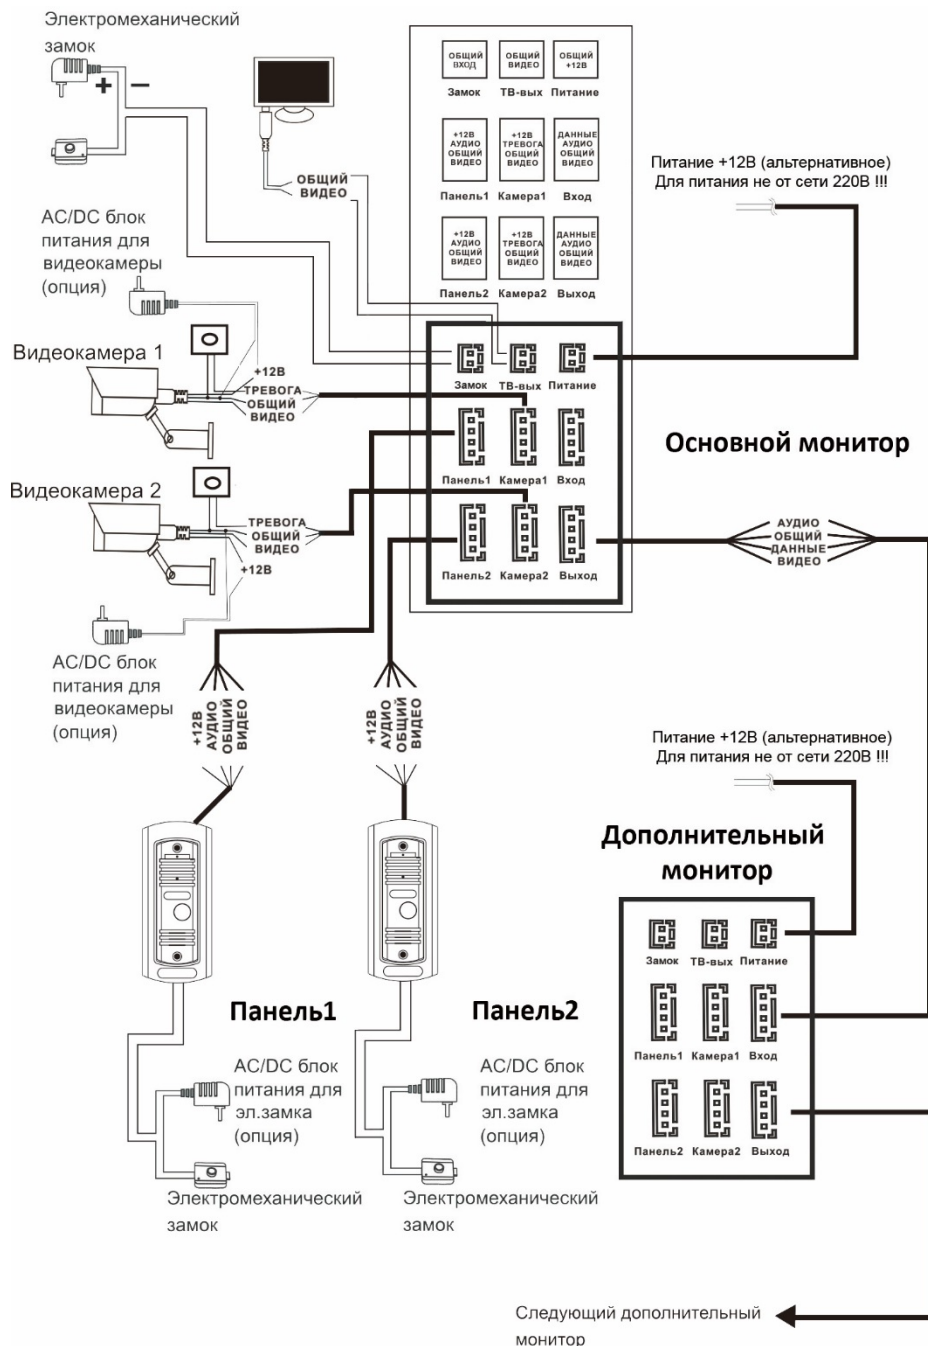 Электромеханический
замок
+ −
ОБЩИЙ
ВХОД
Замок
ОБЩИЙ
ВИДЕО
ТВ-вых
ОБЩИЙ
+12В
Питание
+12В
АУДИО
ОБЩИЙ
ВИДЕО
Панель1
+12В
ТРЕВОГА
ОБЩИЙ
ВИДЕО
Камера1
ДАННЫЕ
АУДИО
ОБЩИЙ
ВИДЕО
Вход
+12В
АУДИО
ОБЩИЙ
ВИДЕО
Панель2
+12В
ТРЕВОГА
ОБЩИЙ
ВИДЕО
Камера2
ДАННЫЕ
АУДИО
ОБЩИЙ
ВИДЕО
Выход
ОБЩИЙ
ВИДЕО
Питание +12В (альтернативное)
Для питания не от сети 220В !!!
AC/DC блок
питания для
видеокамеры
(опция)
Видеокамера 1
+12В
ТРЕВОГА
ОБЩИЙ
ВИДЕО
Замок ТВ-вых Питание
Панель1 Камера1 Вход
Панель2 Камера2 Выход
Основной монитор
Видеокамера 2
ТРЕВОГА
ОБЩИЙ
ВИДЕО
+12В
АУДИО
ОБЩИЙ
ДАННЫЕ
ВИДЕО
AC/DC блок
питания для
видеокамеры
(опция)
+12В
АУДИО
ОБЩИЙ
ВИДЕО
+12В
АУДИО
ОБЩИЙ
ВИДЕО
Питание +12В (альтернативное)
Для питания не от сети 220В !!!
Дополнительный
монитор
Замок ТВ-вых Питание
Панель1 Камера1 Вход
Панель2 Камера2 Выход
Панель1
Панель2
AC/DC блок
питания для
эл.замка
(опция)
AC/DC блок
питания для
эл.замка
(опция)
Электромеханический
замок
Электромеханический
замок
Следующий дополнительный
монитор